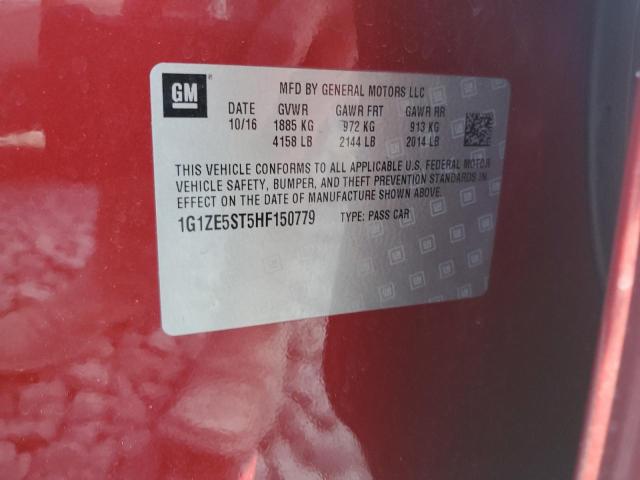 GM
MFD BY GENERAL MOTORS LLC
DATE GVWR GAWR FRT GAWR RR
10/16 1885 KG 972 KG 913 KG
4158 LB 2144 LB 2014 LB
THIS VEHICLE CONFORMS TO ALL APPLICABLE U.S. FEDERAL MOTOR
VEHICLE SAFETY, BUMPER, AND THEFT PREVENTION STANDARDS IN
EFFECT ON THE DATE OF MANUFACTURE SHOWN ABOVE.
1G1ZE5ST5HF150779 TYPE: PASS CAR